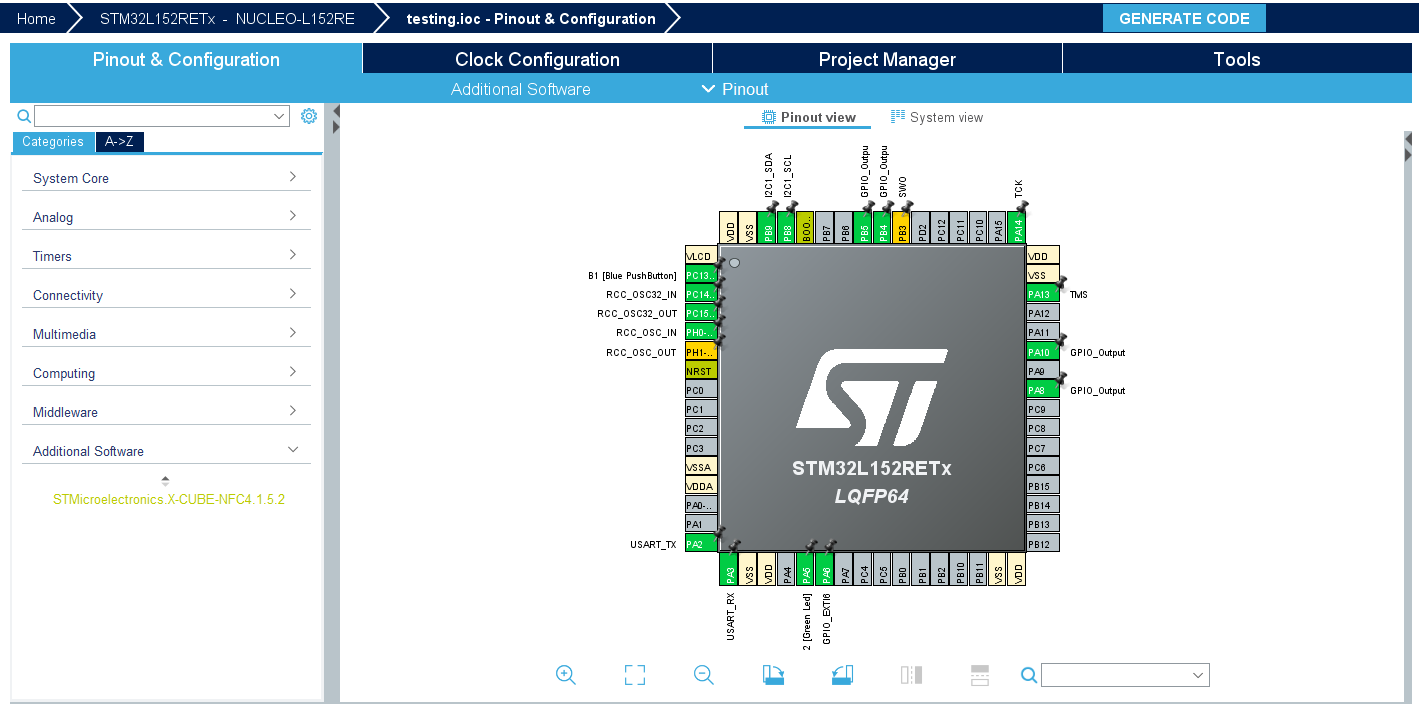 Home
STM32L152RETx - NUCLEO-L152RE
testing.ioc - Pinout & Configuration
GENERATE CODE
Pinout & Configuration
Clock Configuration
Project Manager
Tools
Additional Software
Pinout
Categories
A->Z
System Core
Analog
Timers
Connectivity
Multimedia
Computing
Middleware
Additional Software
STMicroelectronics.X-CUBE-NFC4.1.5.2
Pinout view
System view
I2C1_SDA
I2C1_SCL
GPIO_Outpu
GPIO_Outpu
SWO
TCK
VDD
VSS
PB9
PB8
BOO..
PB7
PB6
PB5
PB4
PB3
PD2
PC12
PC11
PC10
PA15
PA14
VLCD
B1 [Blue PushButton]
PC13..
RCC_OSC32_IN
PC14..
RCC_OSC32_OUT
PC15..
RCC_OSC_IN
PH0-..
RCC_OSC_OUT
PH1-..
NRST
PC0
PC1
PC2
PC3
VSSA
VDDA
PA0-..
PA1
USART_TX
PA2
ST
STM32L152RETx
LQFP64
VDD
VSS
PA13
TMS
PA12
PA11
PA10
GPIO_Output
PA9
PA8
GPIO_Output
PC9
PC8
PC7
PC6
PB15
PB14
PB13
PB12
PA3
VSS
VDD
PA4
PA5
PA6
PA7
PC4
PC5
PB0
PB1
PB2
PB10
PB11
VSS
VDD
USART_RX
2 [Green Led]
GPIO_EXTI6